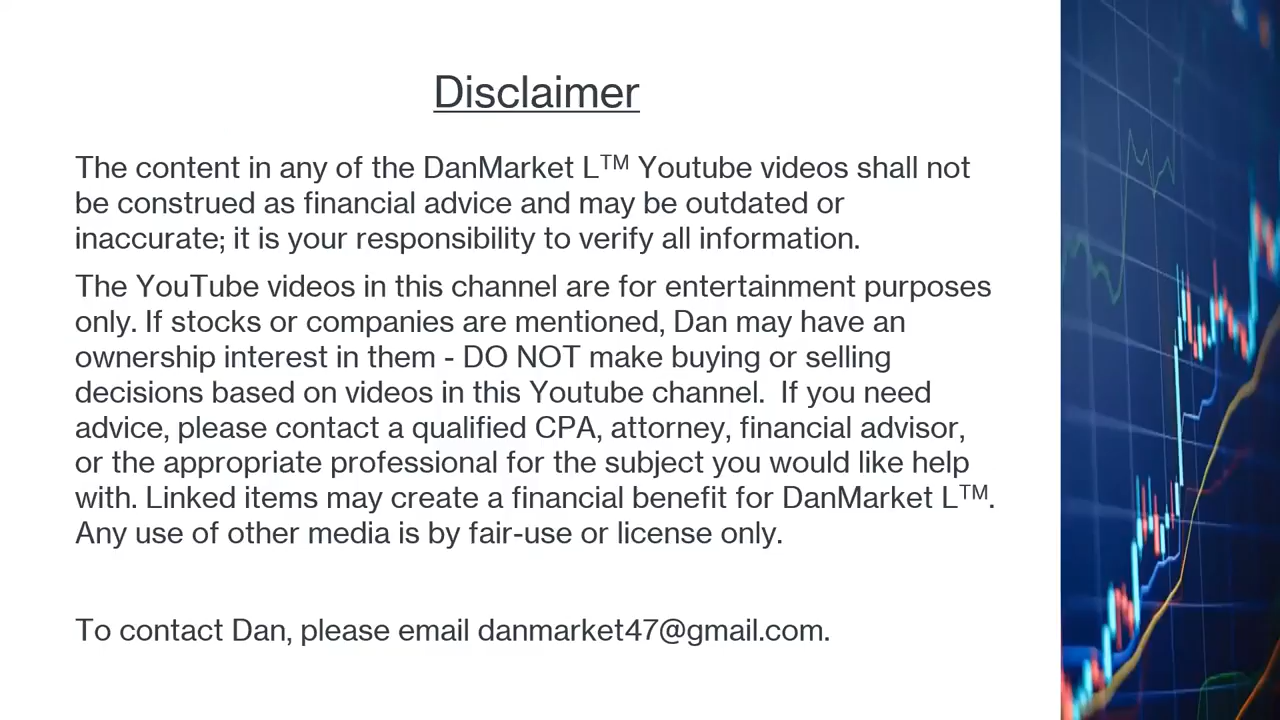 Disclaimer
The content in any of the DanMarket L™ Youtube videos shall not
be construed as financial advice and may be outdated or
inaccurate; it is your responsibility to verify all information.
The YouTube videos in this channel are for entertainment purposes
only. If stocks or companies are mentioned, Dan may have an
ownership interest in them - DO NOT make buying or selling
decisions based on videos in this Youtube channel.  If you need
advice, please contact a qualified CPA, attorney, financial advisor,
or the appropriate professional for the subject you would like help
with. Linked items may create a financial benefit for DanMarket L™.
Any use of other media is by fair-use or license only.
To contact Dan, please email danmarket47@gmail.com.